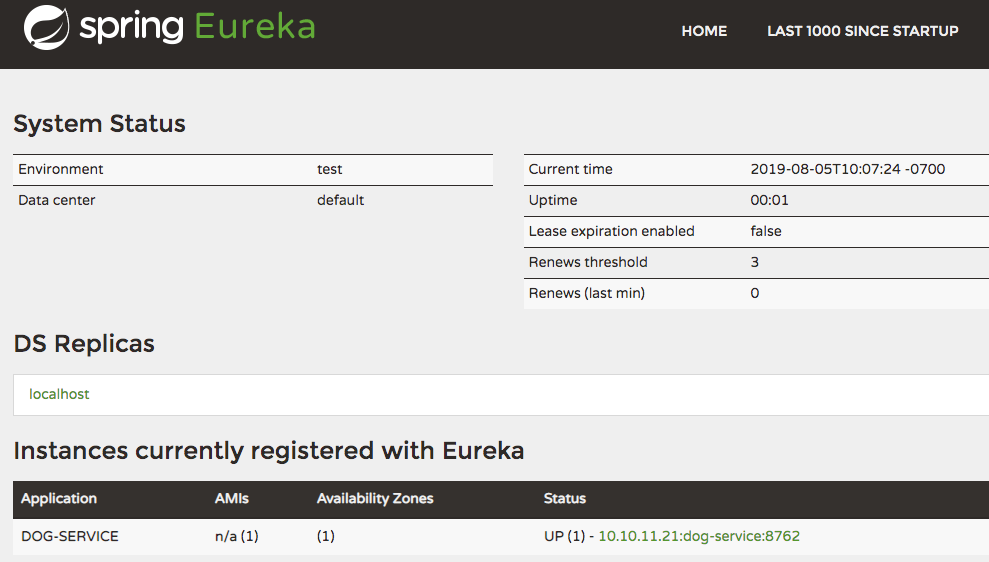 spring Eureka HOME LAST 1000 SINCE STARTUP
System Status
Environment test
Data center default
Current time 2019-08-05T10:07:24 -0700
Uptime 00:01
Lease expiration enabled false
Renews threshold 3
Renews (last min) 0
DS Replicas
localhost
Instances currently registered with Eureka
Application AMIs Availability Zones Status
DOG-SERVICE n/a (1) (1) UP (1) - 10.10.11.21:dog-service:8762